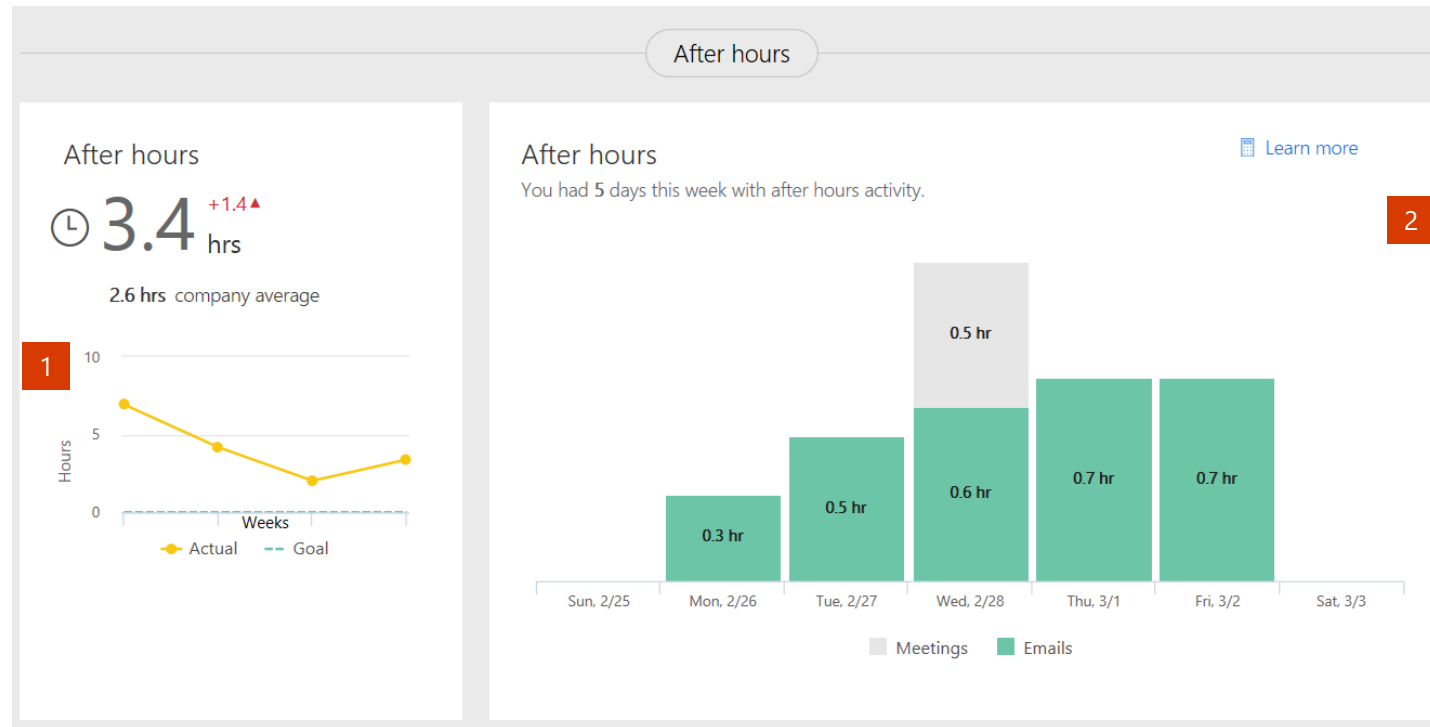 After hours
After hours
3.4 +1.4▲
hrs
2.6 hrs company average
1
10
5
0
Hours
Weeks
Actual Goal
After hours
Learn more
You had 5 days this week with after hours activity.
2
0.5 hr
0.3 hr
0.5 hr
0.6 hr
0.7 hr
0.7 hr
Sun, 2/25 Mon, 2/26 Tue, 2/27 Wed, 2/28 Thu, 3/1 Fri, 3/2 Sat, 3/3
Meetings Emails